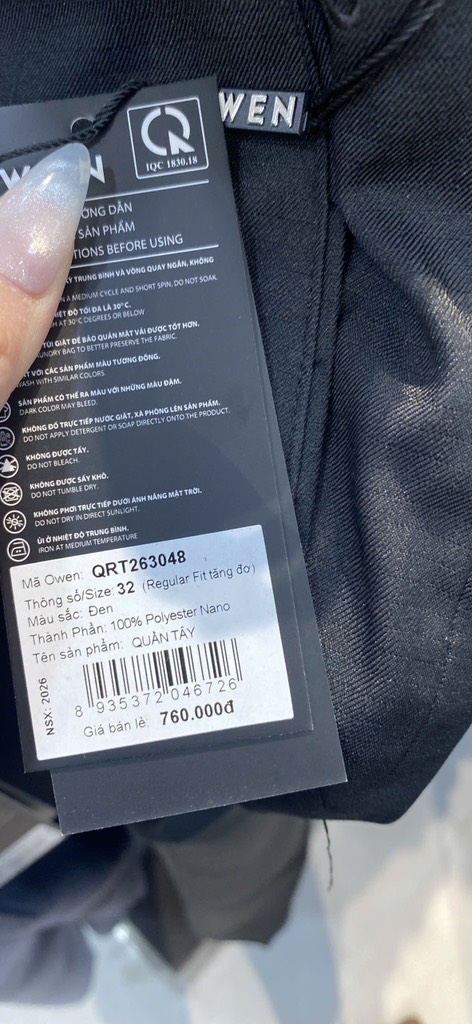 WEN
IQC 1830.18
DẪN
SẢN PHẨM
BEFORE USING
TRUNG BÌNH VÀ VÒNG QUAY NGẮN, KHÔNG
A MEDIUM CYCLE AND SHORT SPIN, DO NOT SOAK.
ĐỘ TỐI ĐA LÀ 30°C.
AT 30°C DEGREES OR BELOW
TÚI GIẶT ĐỂ BẢO QUẢN MẶT VẢI ĐƯỢC TỐT HƠN.
BAG TO BETTER PRESERVE THE FABRIC.
VỚI CÁC SẢN PHẨM MÀU TƯƠNG ĐỒNG.
WASH WITH SIMILAR COLORS.
SẢN PHẨM CÓ THỂ RA MÀU VỚI NHỮNG MÀU ĐẬM.
DARK COLOR MAY BLEED.
KHÔNG ĐỔ TRỰC TIẾP NƯỚC GIẶT, XÀ PHÒNG LÊN SẢN PHẨM.
DO NOT APPLY DETERGENT OR SOAP DIRECTLY ONTO THE PRODUCT.
KHÔNG ĐƯỢC TẨY.
DO NOT BLEACH.
KHÔNG ĐƯỢC SẤY KHÔ.
DO NOT TUMBLE DRY.
KHÔNG PHƠI TRỰC TIẾP DƯỚI ÁNH NẮNG MẶT TRỜI.
DO NOT DRY IN DIRECT SUNLIGHT.
ỦI Ở NHIỆT ĐỘ TRUNG BÌNH.
IRON AT MEDIUM TEMPERATURE
Mã Owen: QRT263048
Thông số/Size: 32 (Regular Fit tăng đơ)
Màu sắc: Đen
Thành Phần: 100% Polyester Nano
Tên sản phẩm: QUẦN TÂY
NSX: 2026
8 935372 046726
Giá bán lẻ: 760.000đ